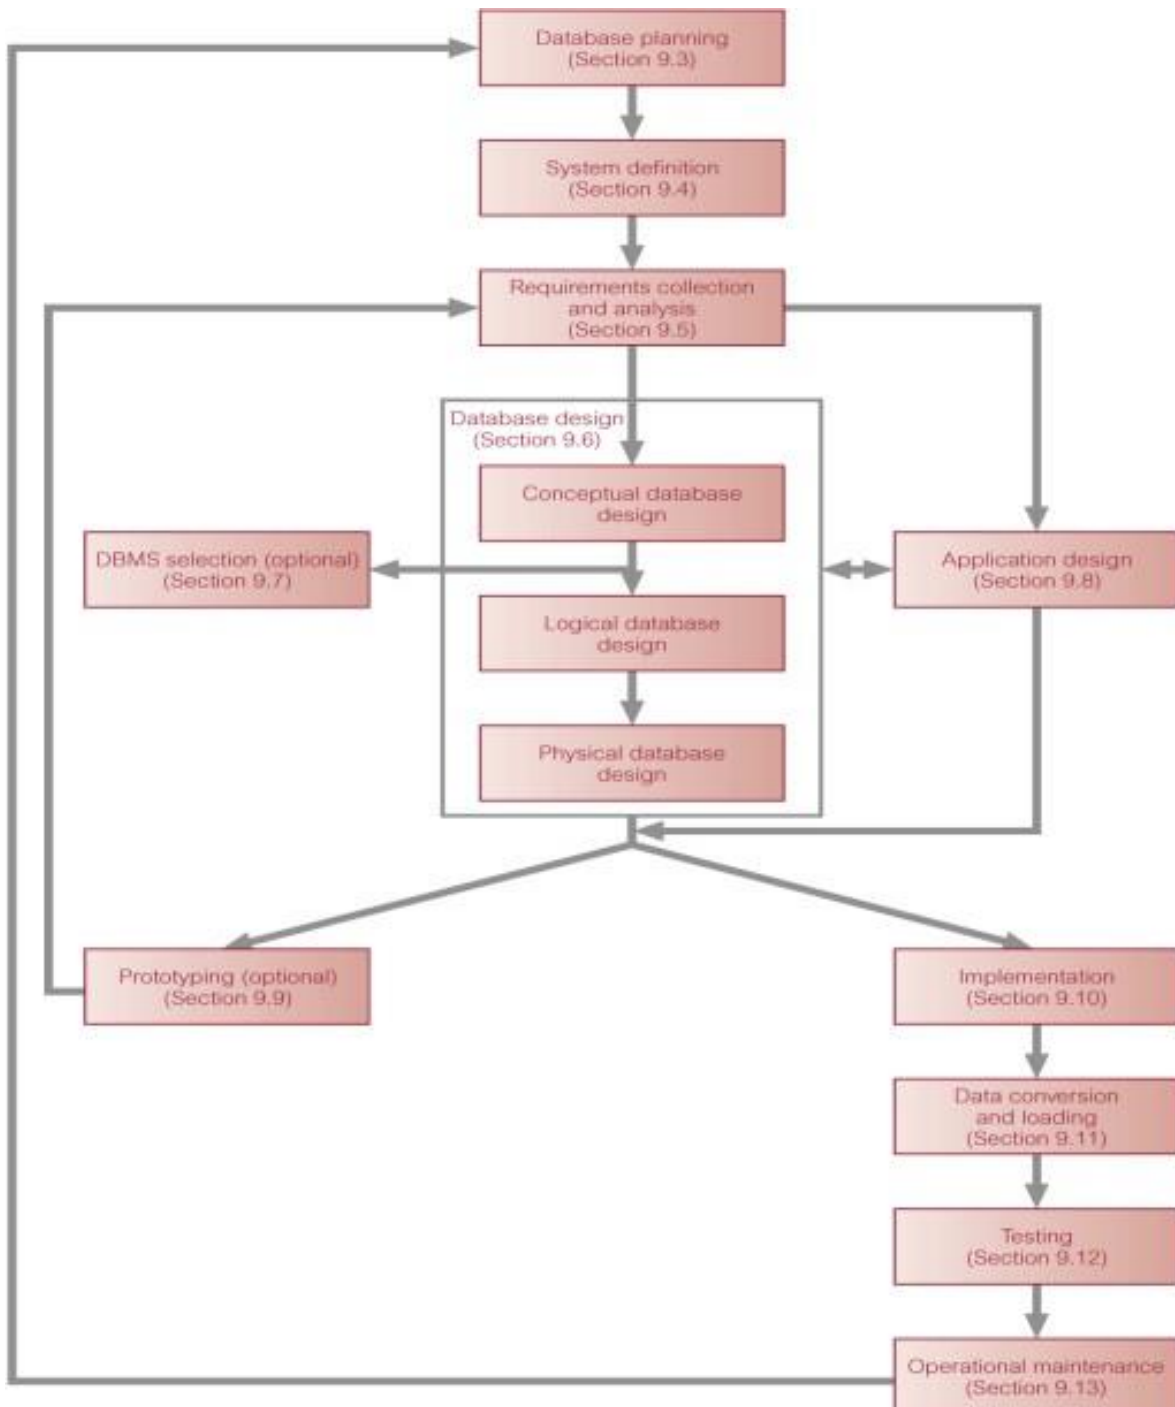 Database planning
(Section 9.3)
System definition
(Section 9.4)
Requirements collection
and analysis
(Section 9.5)
Database design
(Section 9.6)
Conceptual database
design
DBMS selection (optional)
(Section 9.7)
Application design
(Section 9.8)
Logical database
design
Physical database
design
Prototyping (optional)
(Section 9.9)
Implementation
(Section 9.10)
Data conversion
and loading
(Section 9.11)
Testing
(Section 9.12)
Operational maintenance
(Section 9.13)